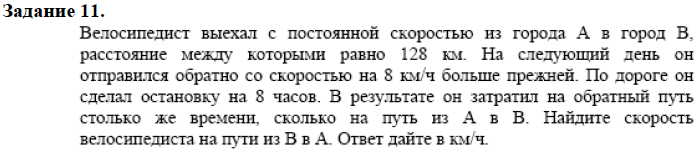 Задание 11.
Велосипедист выехал с постоянной скоростью из города А в город В,
расстояние между которыми равно 128 км. На следующий день он
отправился обратно со скоростью на 8 км/ч больше прежней. По дороге он
сделал остановку на 8 часов. В результате он затратил на обратный путь
столько же времени, сколько на путь из А в В. Найдите скорость
велосипедиста на пути из В в А. Ответ дайте в км/ч.